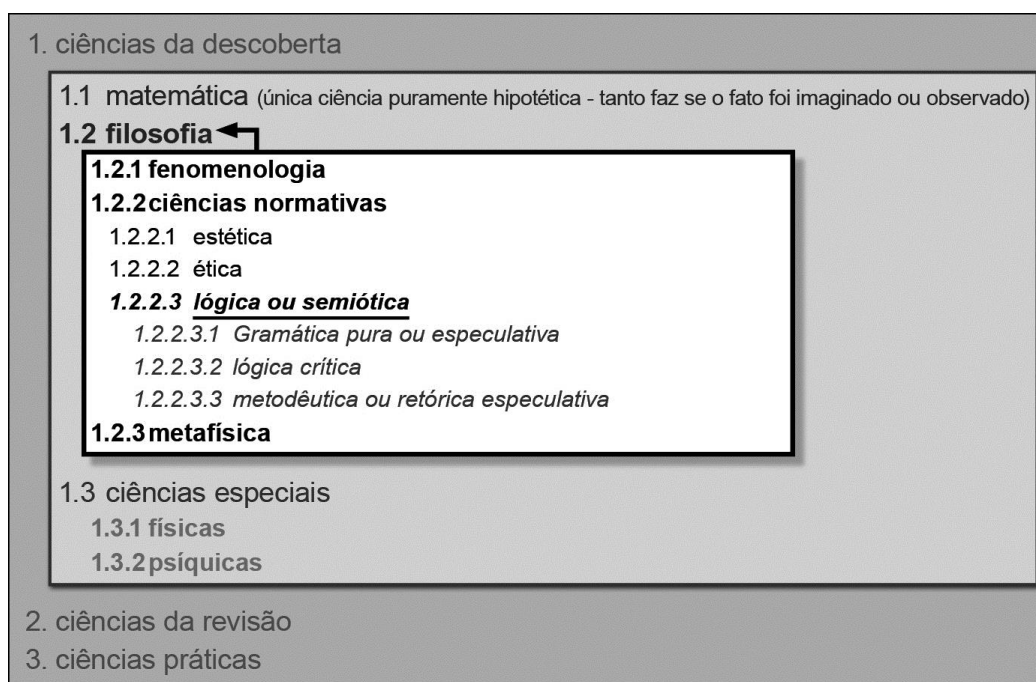 1. ciências da descoberta
1.1 matemática (única ciência puramente hipotética - tanto faz se o fato foi imaginado ou observado)
1.2 filosofia
1.2.1 fenomenologia
1.2.2 ciências normativas
1.2.2.1 estética
1.2.2.2 ética
1.2.2.3 lógica ou semiótica
1.2.2.3.1 Gramática pura ou especulativa
1.2.2.3.2 lógica crítica
1.2.2.3.3 metodêutica ou retórica especulativa
1.2.3 metafísica
1.3 ciências especiais
1.3.1 físicas
1.3.2 psíquicas
2. ciências da revisão
3. ciências práticas